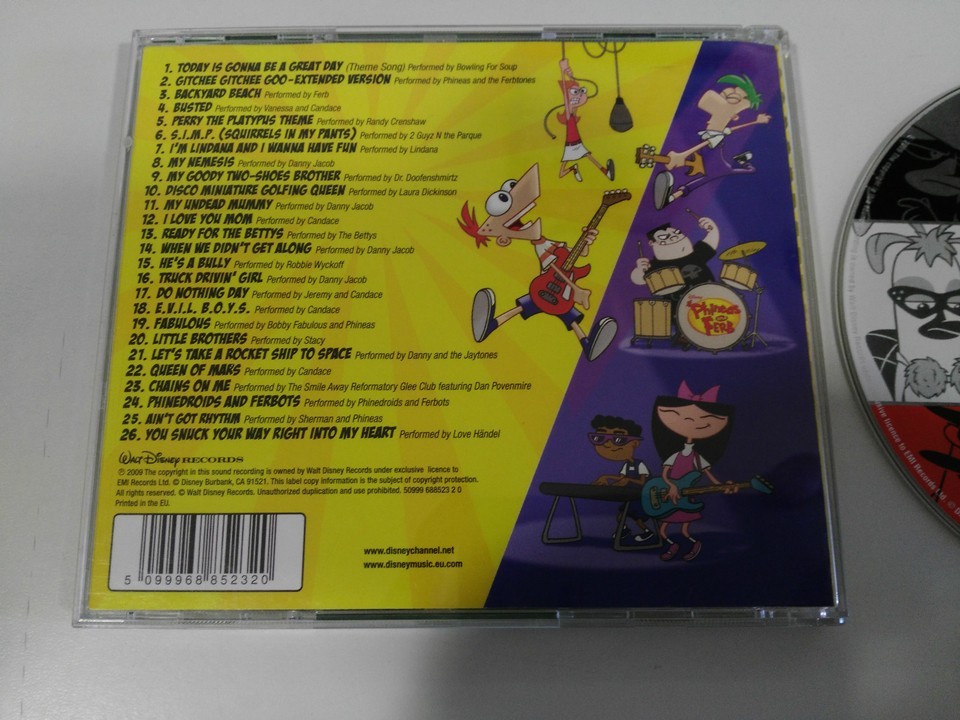 1. TODAY IS GONNA BE A GREAT DAY (Theme Song) Performed by Bowling For Soup
2. GITCHEE GITCHEE GOO-EXTENDED VERSION Performed by Phineas and the Ferbtones
3. BACKYARD BEACH Performed by Ferb
4. BUSTED Performed by Vanessa and Candace
5. PERRY THE PLATYPUS THEME Performed by Randy Crenshaw
6. S.I.M.P. (SQUIRRELS IN MY PANTS) Performed by 2 Guyz N the Parque
7. I'M LINDANA AND I WANNA HAVE FUN Performed by Lindana
8. MY NEMESIS Performed by Danny Jacob
9. MY GOODY TWO-SHOES BROTHER Performed by Dr. Doofenshmirtz
10. DISCO MINIATURE GOLFING QUEEN Performed by Laura Dickinson
11. MY UNDEAD MUMMY Performed by Danny Jacob
12. I LOVE YOU MOM Performed by Candace
13. READY FOR THE BETTYS Performed by The Bettys
14. WHEN WE DIDN'T GET ALONG Performed by Danny Jacob
15. HE'S A BULLY Performed by Robbie Wyckoff
16. TRUCK DRIVIN' GIRL Performed by Danny Jacob
17. DO NOTHING DAY Performed by Jeremy and Candace
18. E.V.I.L. B.O.Y.S. Performed by Candace
19. FABULOUS Performed by Bobby Fabulous and Phineas
20. LITTLE BROTHERS Performed by Stacy
21. LET'S TAKE A ROCKET SHIP TO SPACE Performed by Danny and the Jaytones
22. QUEEN OF MARS Performed by Candace
23. CHAINS ON ME Performed by The Smile Away Reformatory Glee Club featuring Dan Povenmire
24. PHINEDROIDS AND FERBOTS Performed by Phinedroids and Ferbots
25. AIN'T GOT RHYTHM Performed by Sherman and Phineas
26. YOU SNUCK YOUR WAY RIGHT INTO MY HEART Performed by Love Händel
Walt Disney RECORDS
℗ 2009 The copyright in this sound recording is owned by Walt Disney Records under exclusive licence to
EMI Records Ltd. © Disney Burbank, CA 91521. This label copy information is the subject of copyright protection.
All rights reserved. © Walt Disney Records. Unauthorized duplication and use prohibited. 50999 688523 2 0
Printed in the EU.
5 099968 852320
www.disneychannel.net
www.disneymusic.eu.com
Disney
Phineas and Ferb
licence to EMI Records Ltd. ©